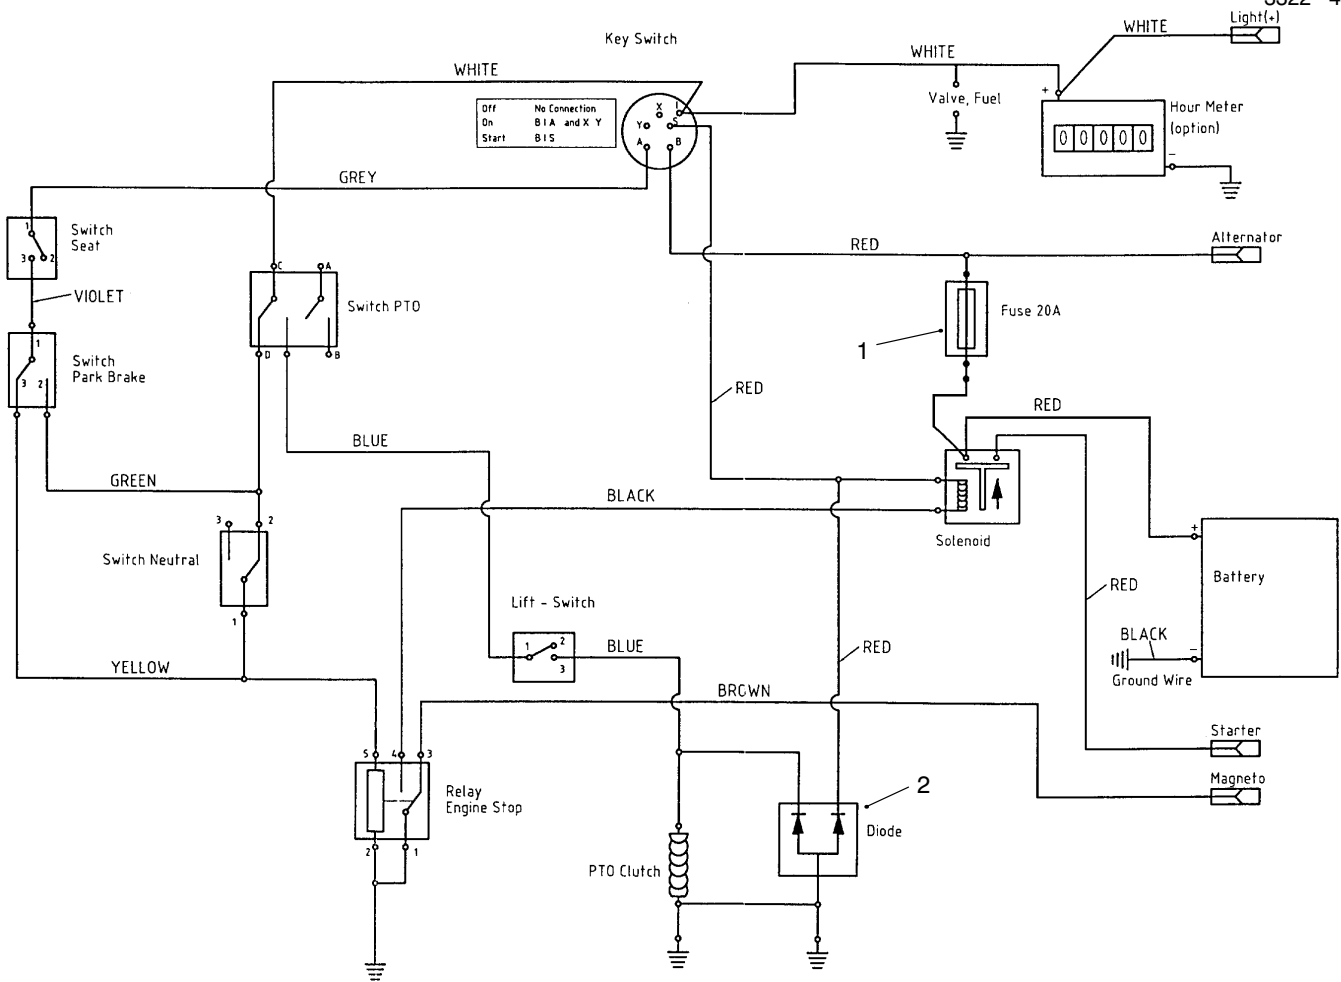 Light(+)
WHITE
Key Switch
WHITE
WHITE
Valve, Fuel
+
Hour Meter
(option)
0 0 0 0 0
−
Off No Connection
On B I A and X Y
Start B I S
X
I
Y
S
A
B
GREY
1
Switch
Seat
3
2
VIOLET
C
A
Switch PTO
D
B
RED
Alternator
Fuse 20A
1
1
Switch
Park Brake
3
2
RED
RED
BLUE
GREEN
BLACK
3
2
Switch Neutral
1
Solenoid
+
Battery
RED
Lift - Switch
1
2
3
BLUE
RED
BLACK
−
Ground Wire
YELLOW
BROWN
Starter
5
4
3
Relay
Engine Stop
2
1
Magneto
2
Diode
PTO Clutch